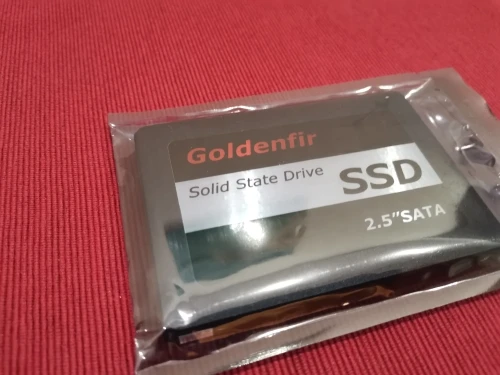 Goldenfir
Solid State Drive SSD
2.5"SATA